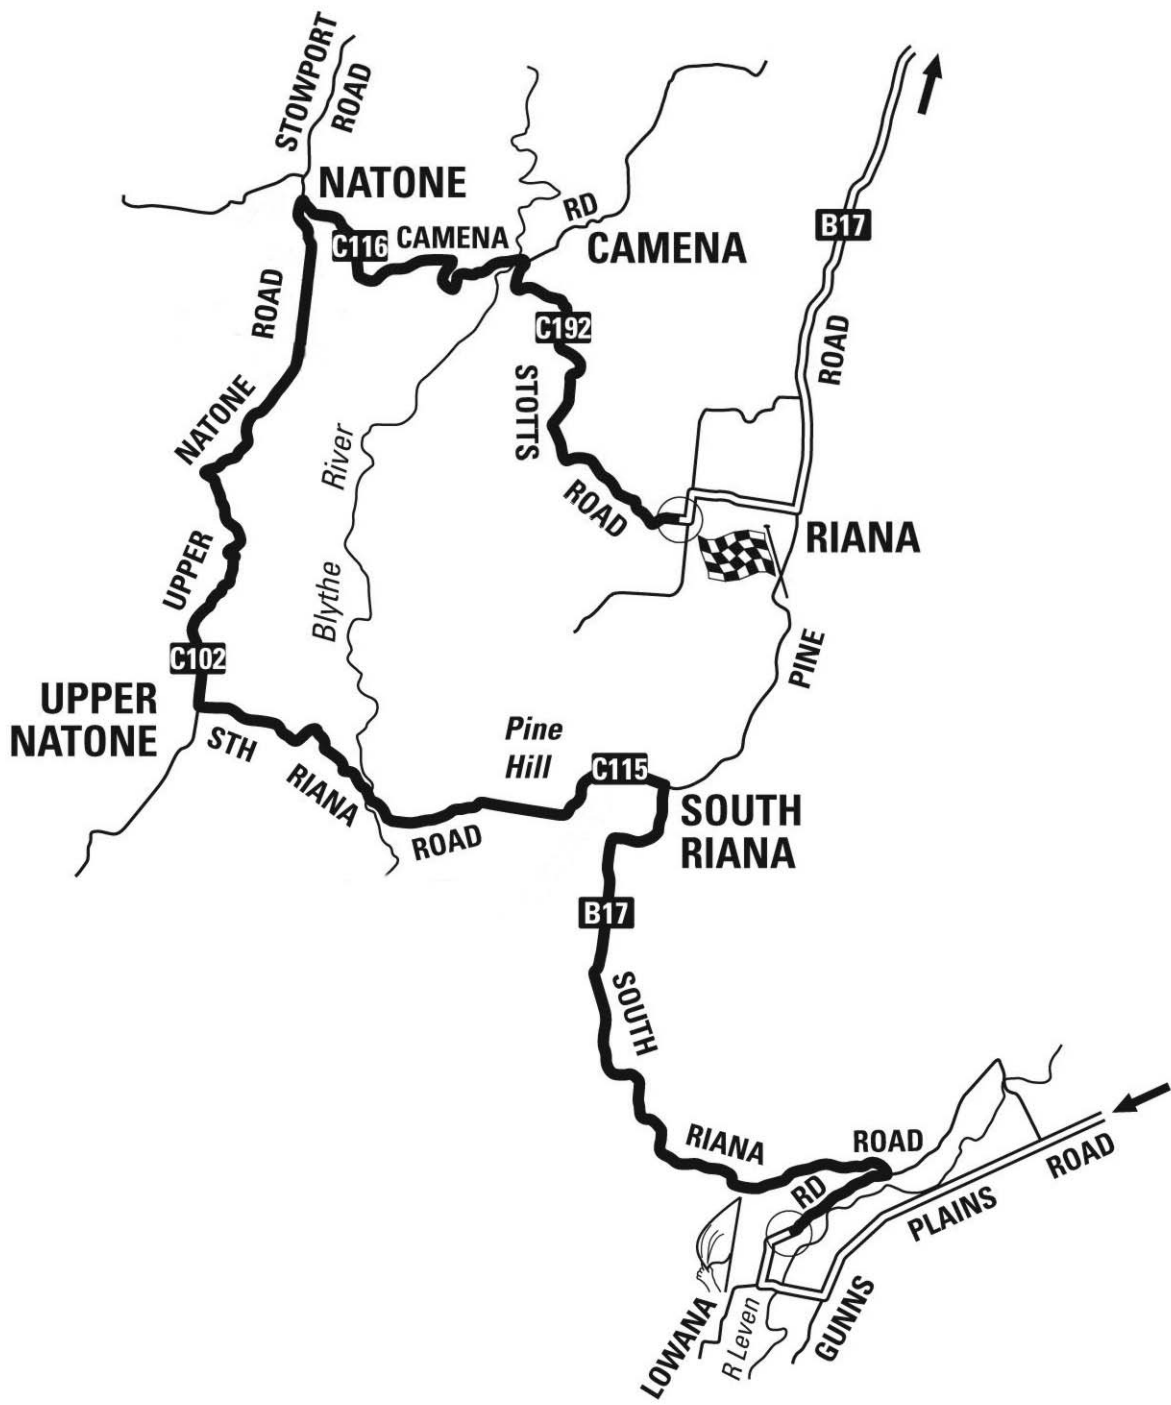 STOWPORT
ROAD
NATONE
RD
CAMENA
C116
CAMENA
B17
ROAD
ROAD
C192
STOTTS
NATONE
River
ROAD
RIANA
UPPER
Blythe
PINE
C102
UPPER
NATONE
STH
RIANA
ROAD
Pine
Hill
C115
SOUTH
RIANA
B17
SOUTH
RIANA
ROAD
RD
ROAD
PLAINS
GUNNS
LOWANA
R Leven